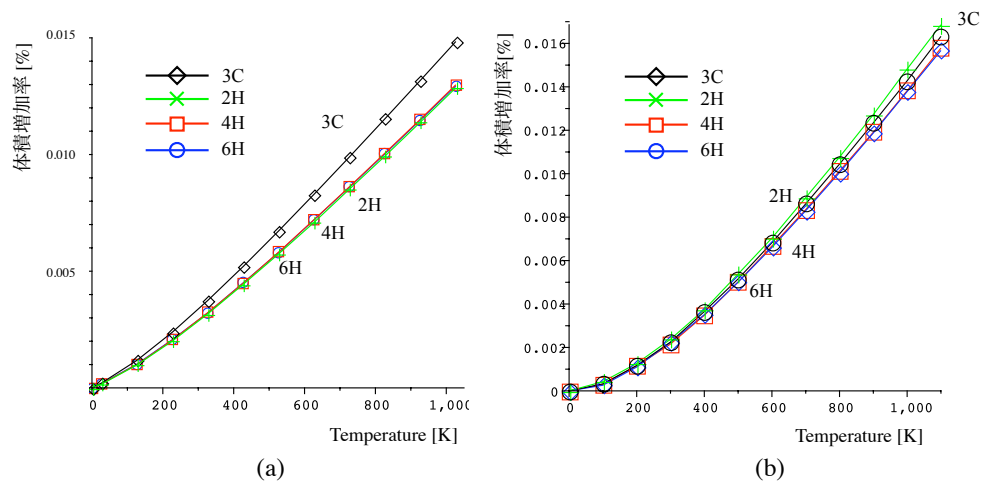 0.015
0.010
0.005
体積増加率 [%]
3C
2H
4H
6H
3C
2H
4H
6H
0
200
400
600
800
1,000
Temperature [K]
(a)
0.016
0.014
0.012
0.010
0.008
0.006
0.004
0.002
0
体積増加率 [%]
3C
2H
4H
6H
3C
2H
4H
6H
0
200
400
600
800
1,000
Temperature [K]
(b)